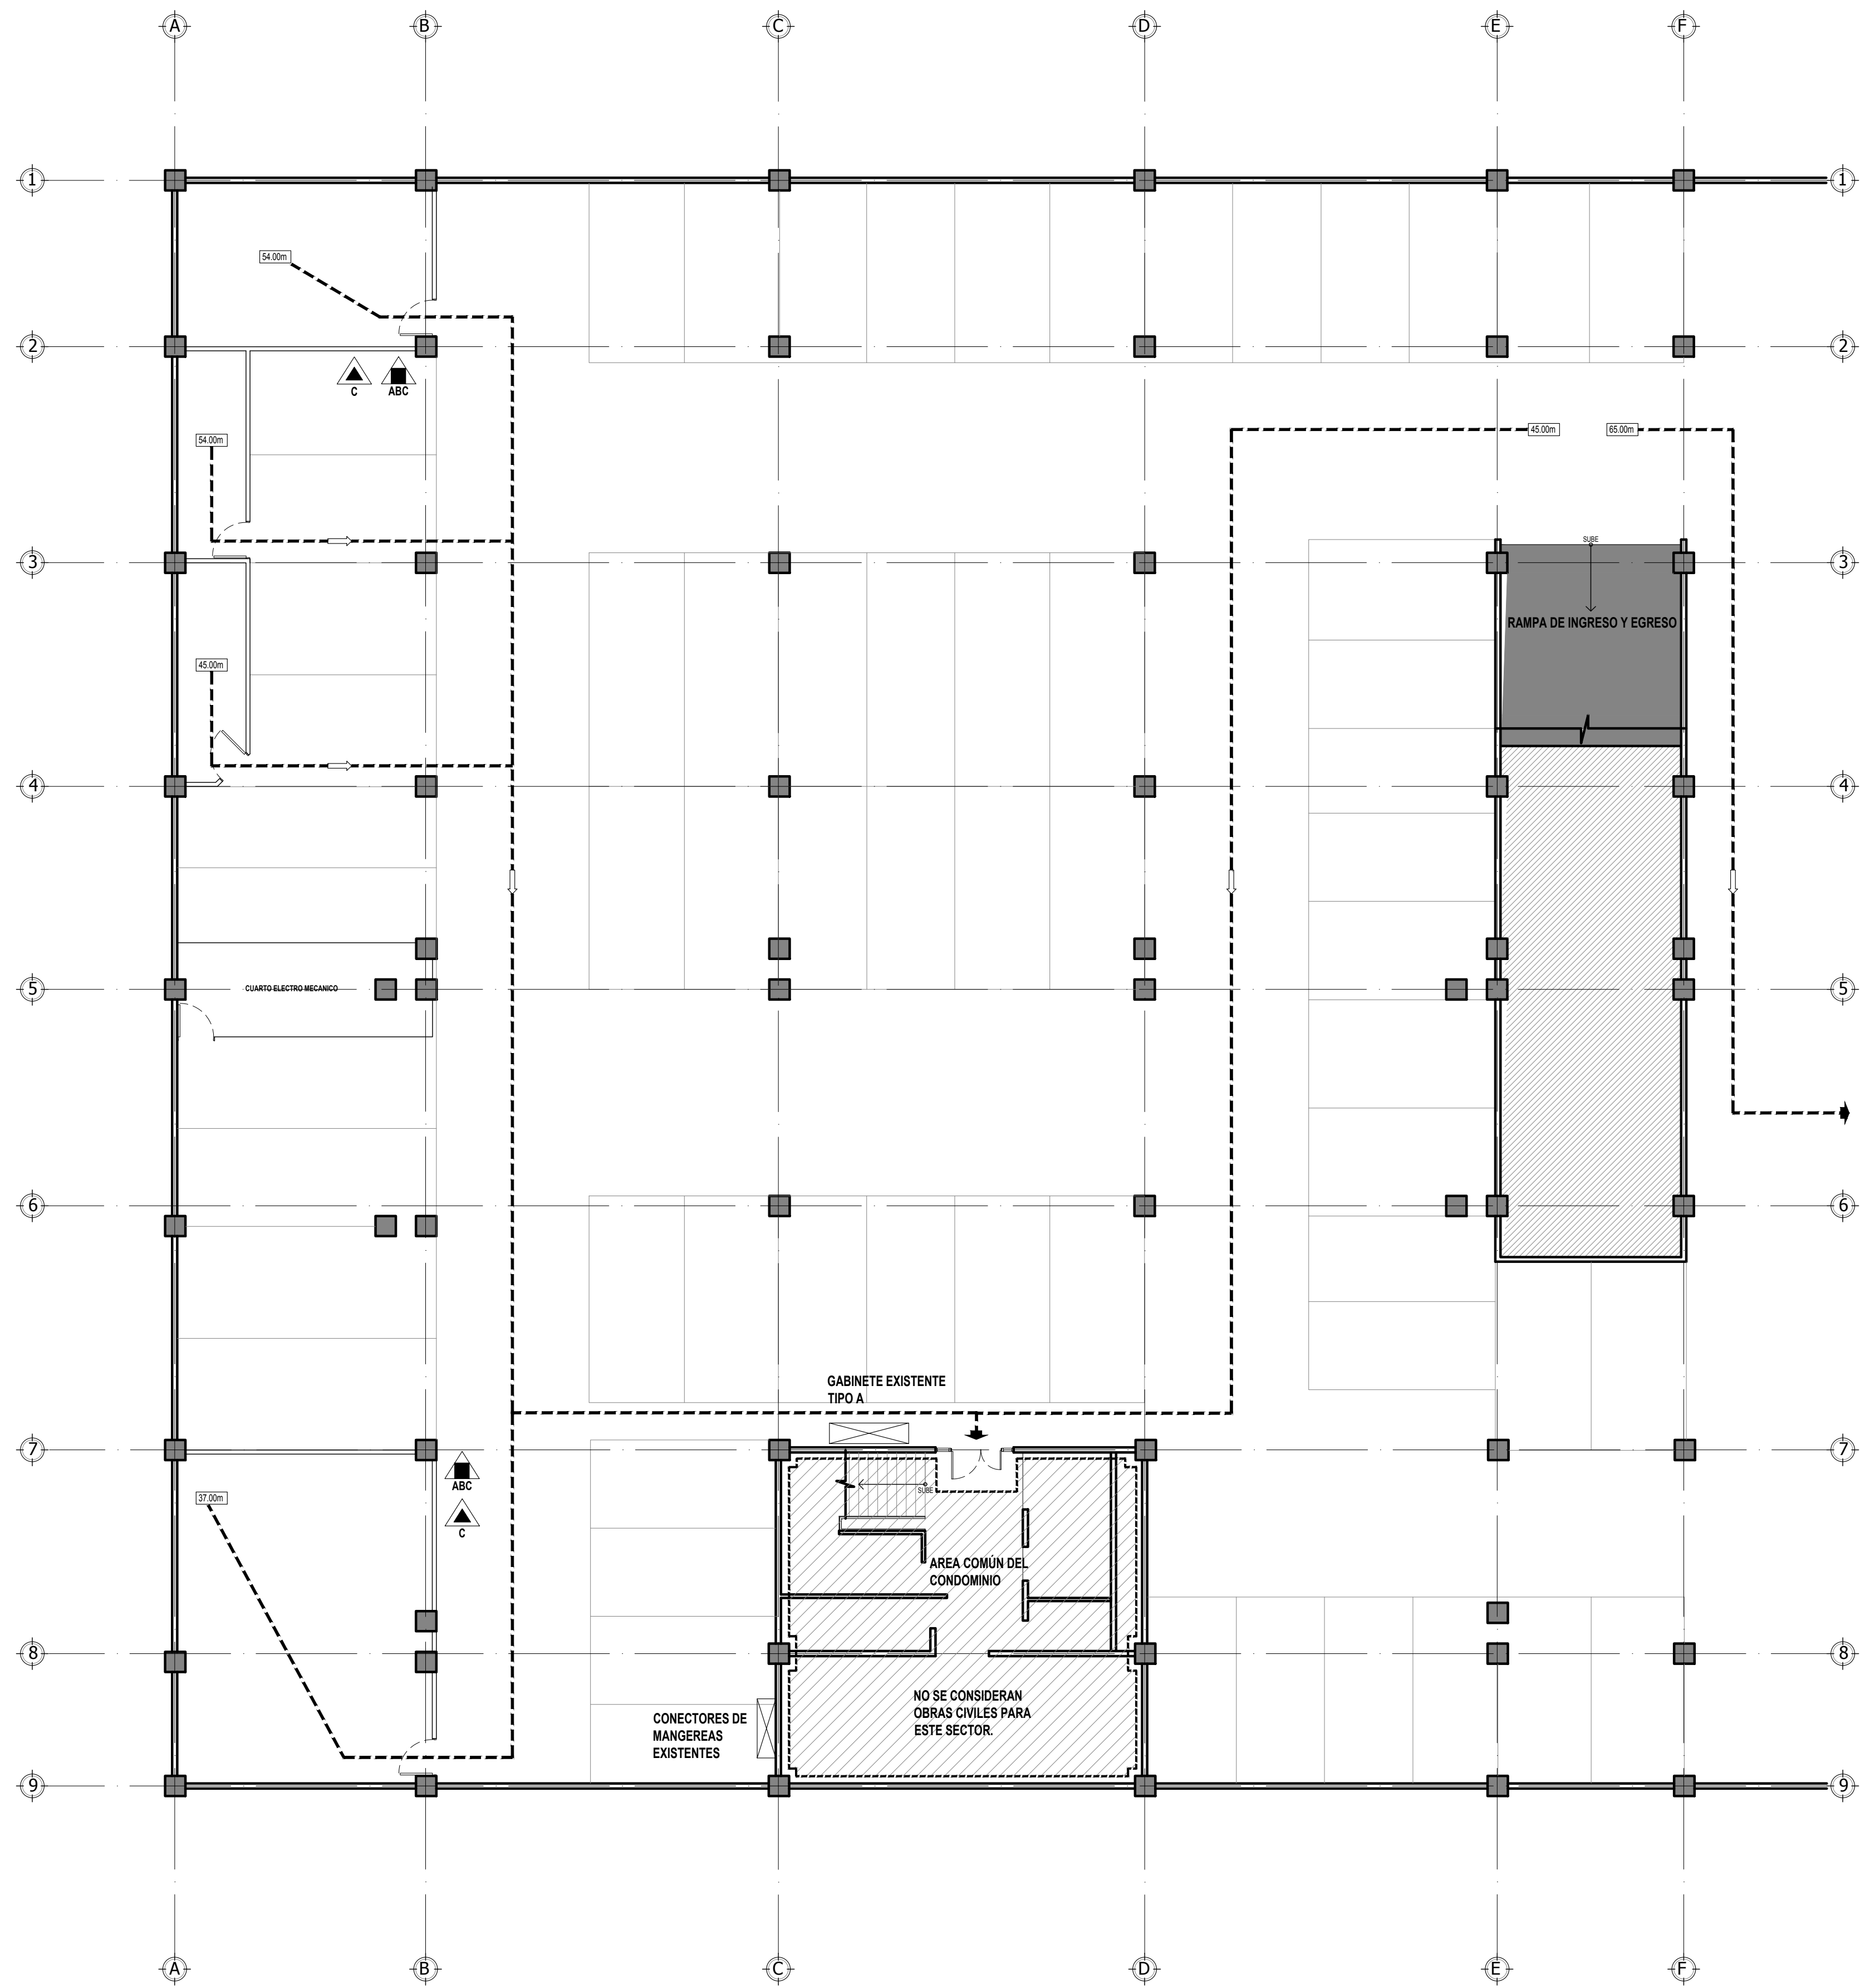 A
B
C
D
E
F
1
1
54.00m
2
2
C
ABC
54.00m
45.00m
65.00m
3
SUBE
3
RAMPA DE INGRESO Y EGRESO
45.00m
4
4
5
CUARTO ELECTRO MECANICO
5
6
6
GABINETE EXISTENTE
TIPO A
7
7
ABC
C
37.00m
SUBE
AREA COMÚN DEL
CONDOMINIO
8
8
NO SE CONSIDERAN
OBRAS CIVILES PARA
ESTE SECTOR.
CONECTORES DE
MANGEREAS
EXISTENTES
9
9
A
B
C
D
E
F